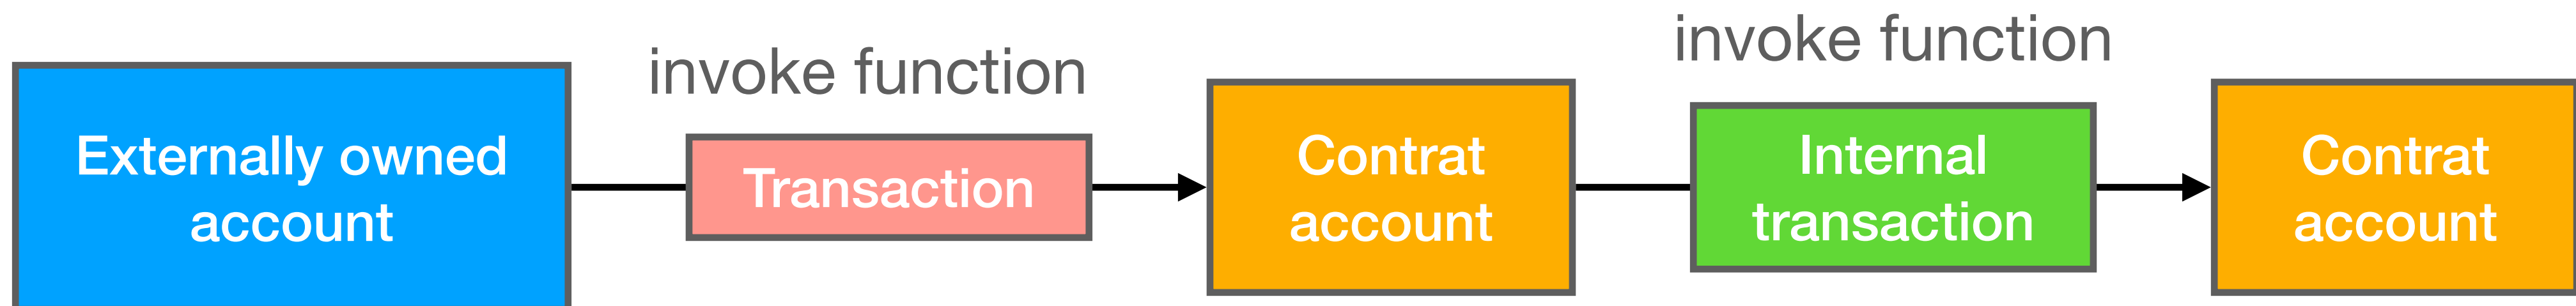 Externally owned
account
invoke function
Transaction
Contrat
account
invoke function
Internal
transaction
Contrat
account